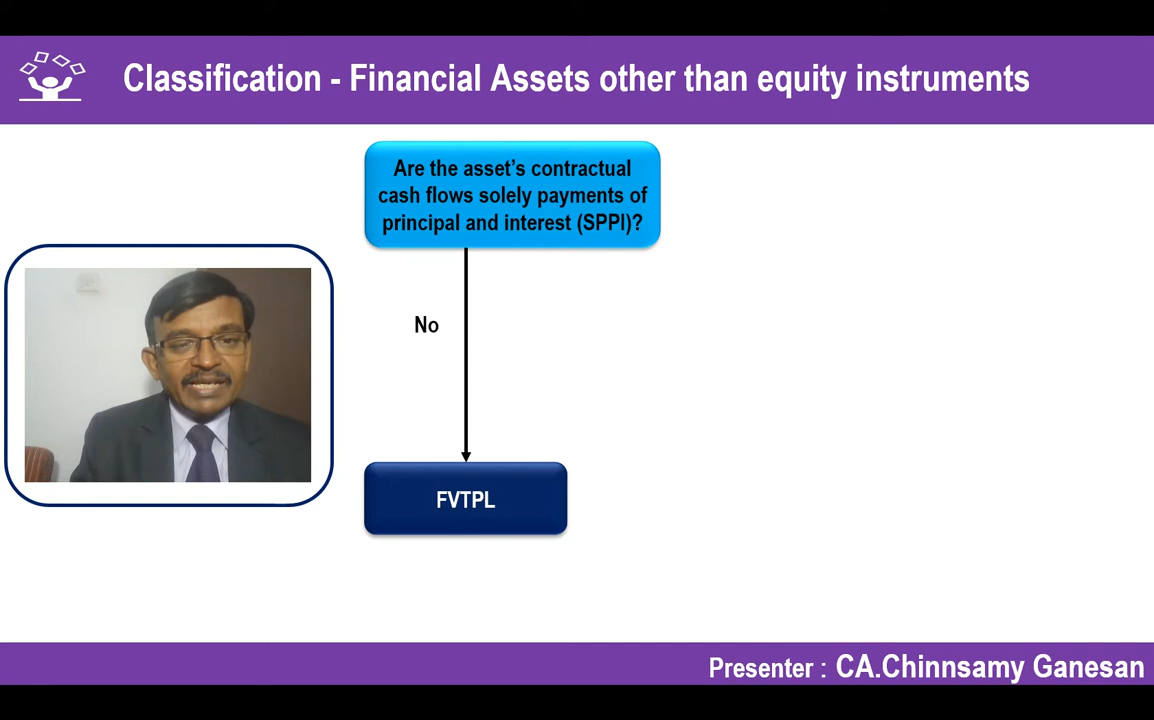 Classification - Financial Assets other than equity instruments
Are the asset’s contractual
cash flows solely payments of
principal and interest (SPPI)?
No
FVTPL
Presenter : CA.Chinnsamy Ganesan